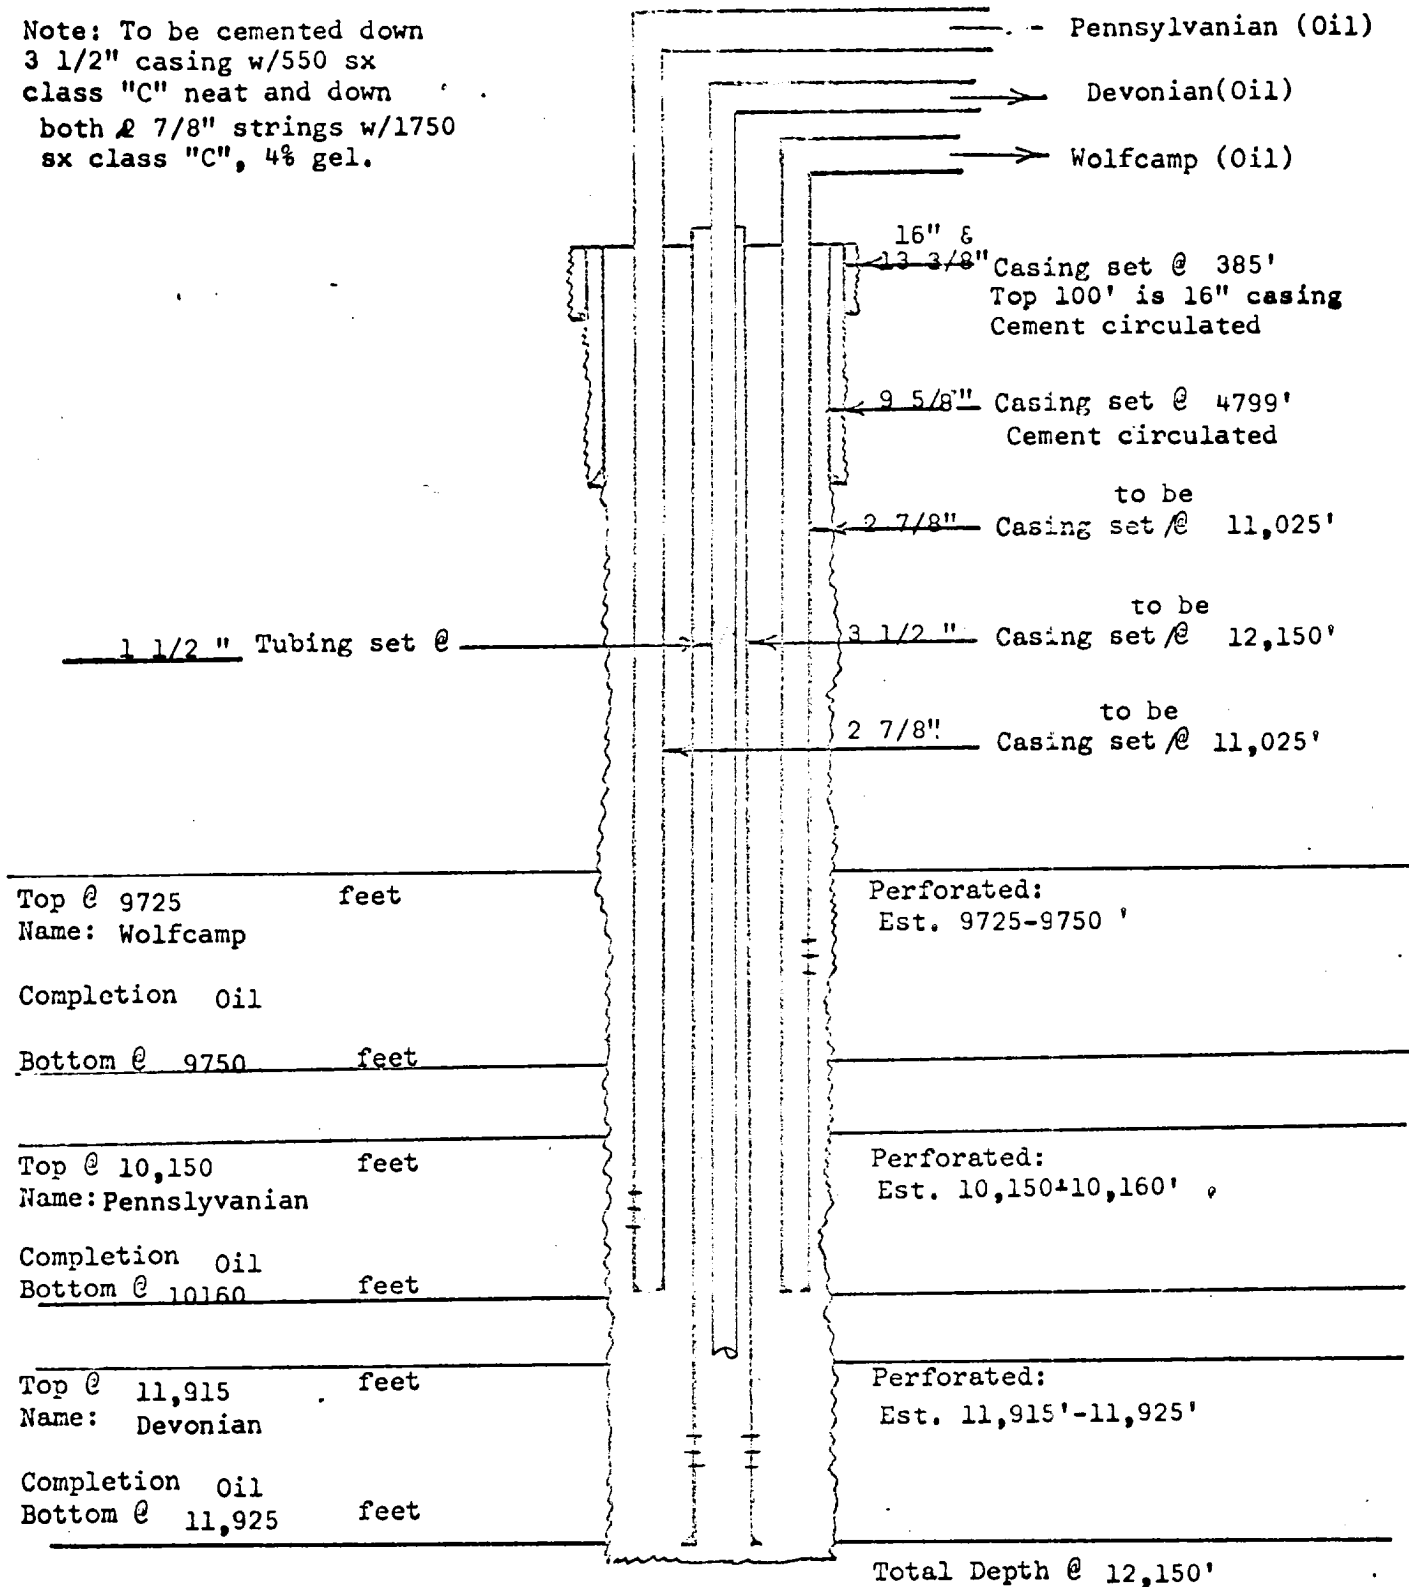 Note: To be cemented down
3 1/2" casing w/550 sx
class "C" neat and down
both 2 7/8" strings w/1750
sx class "C", 4% gel.
Pennsylvanian (Oil)
Devonian(Oil)
Wolfcamp (Oil)
16" &
13 3/8" Casing set @ 385'
Top 100' is 16" casing
Cement circulated
9 5/8" Casing set @ 4799'
Cement circulated
to be
2 7/8" Casing set /@ 11,025'
to be
3 1/2 " Casing set /@ 12,150'
1 1/2 " Tubing set @
to be
2 7/8" Casing set /@ 11,025'
Top @ 9725 feet
Name: Wolfcamp
Completion Oil
Bottom @ 9750 feet
Perforated:
Est. 9725-9750 '
Top @ 10,150 feet
Name: Pennslyvanian
Completion Oil
Bottom @ 10160 feet
Perforated:
Est. 10,150-10,160'
Top @ 11,915 feet
Name: Devonian
Completion Oil
Bottom @ 11,925 feet
Perforated:
Est. 11,915'-11,925'
Total Depth @ 12,150'